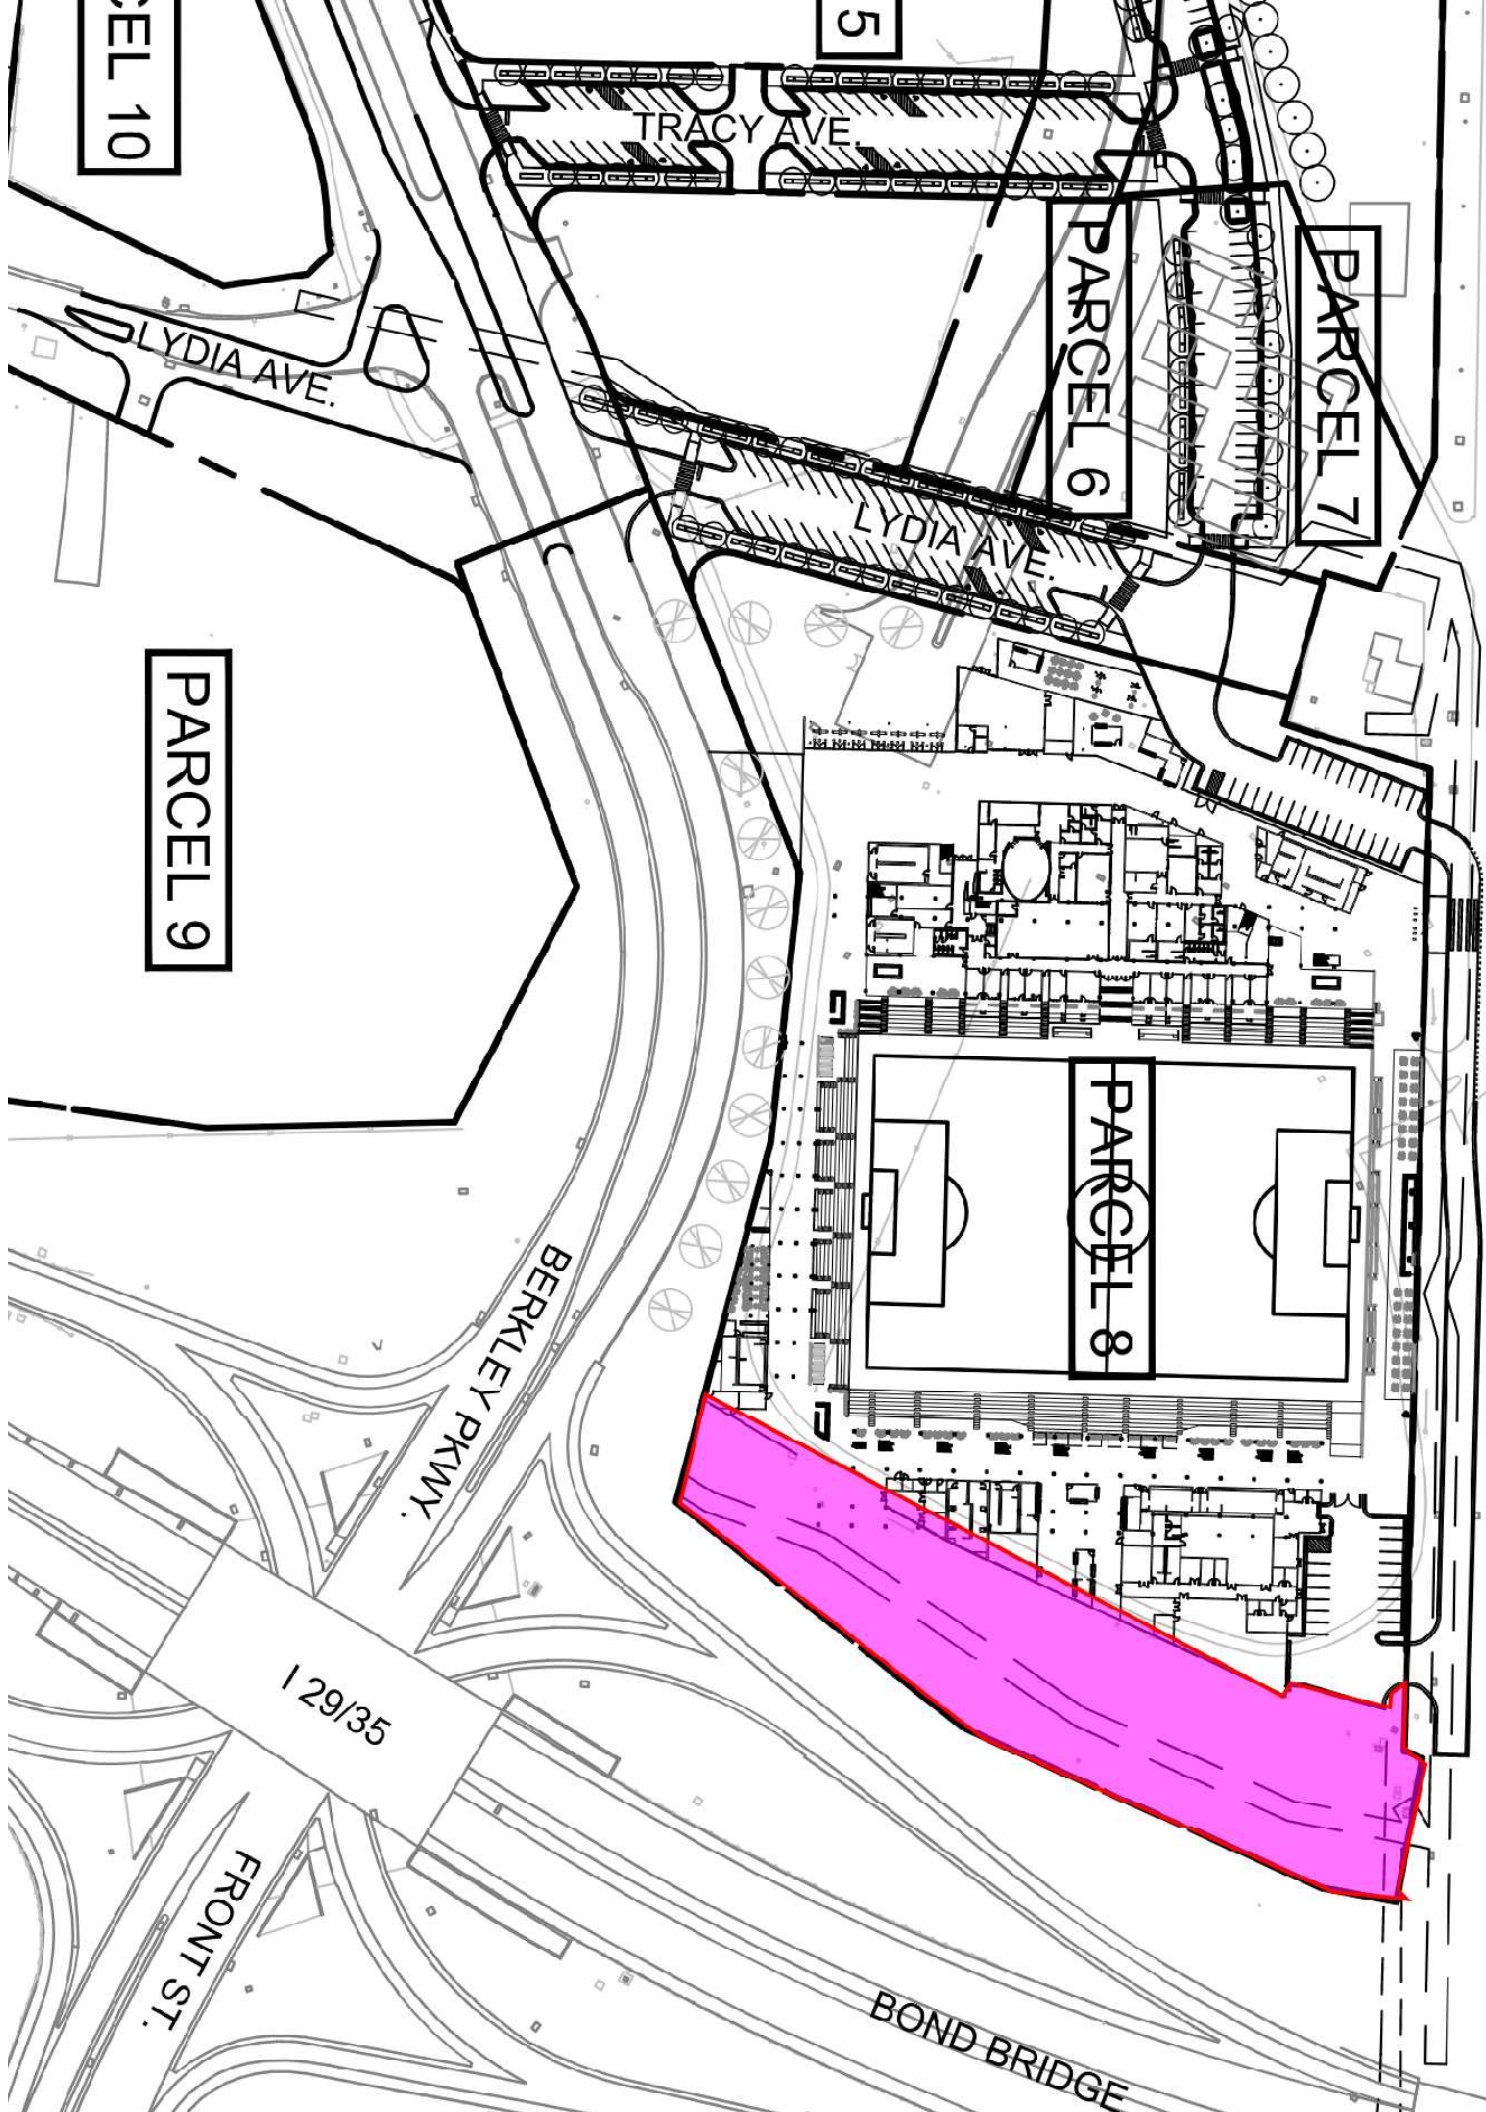 CEL 10
5
TRACY AVE.
PARCEL 6
PARCEL 7
LYDIA AVE.
LYDIA AVE.
PARCEL 9
PARCEL 8
BERKLEY PKWY.
I 29/35
FRONT ST.
BOND BRIDGE